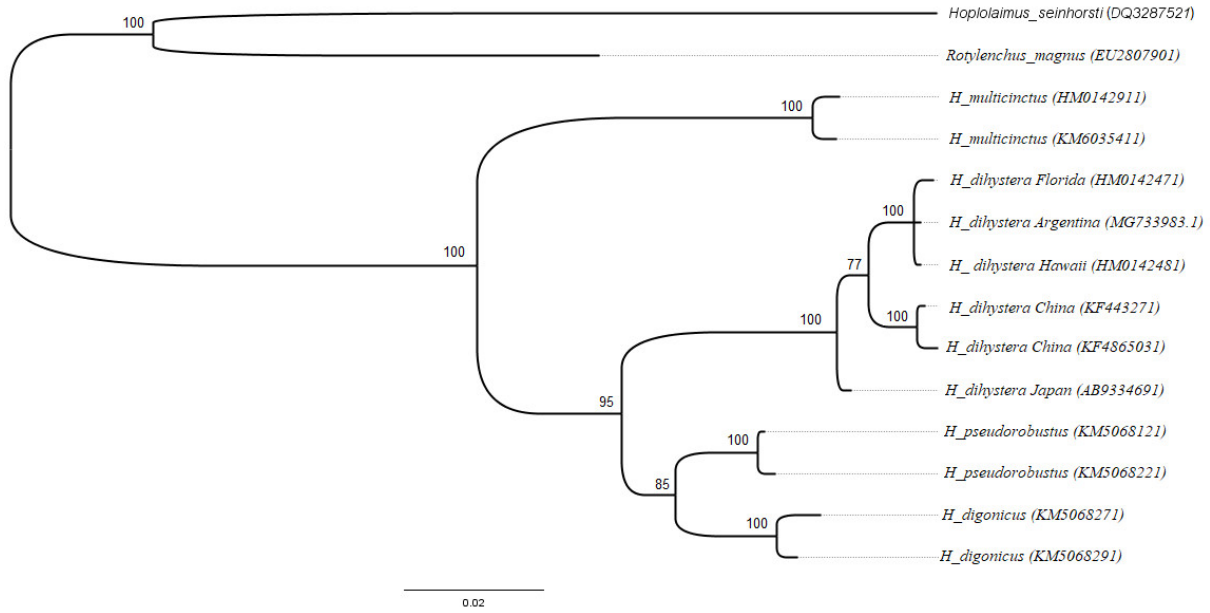 Hoplolaimus_seinhorsti (DQ3287521)
100
Rotylenchus_magnus (EU2807901)
H_multicinctus (HM0142911)
100
H_multicinctus (KM6035411)
H_dihystera Florida (HM0142471)
100
H_dihystera Argentina (MG733983.1)
100
77
H_ dihystera Hawaii (HM0142481)
H_dihystera China (KF443271)
100
100
H_dihystera China (KF4865031)
H_dihystera Japan (AB9334691)
95
H_pseudorobustus (KM5068121)
100
H_pseudorobustus (KM5068221)
85
H_digonicus (KM5068271)
100
H_digonicus (KM5068291)
0.02